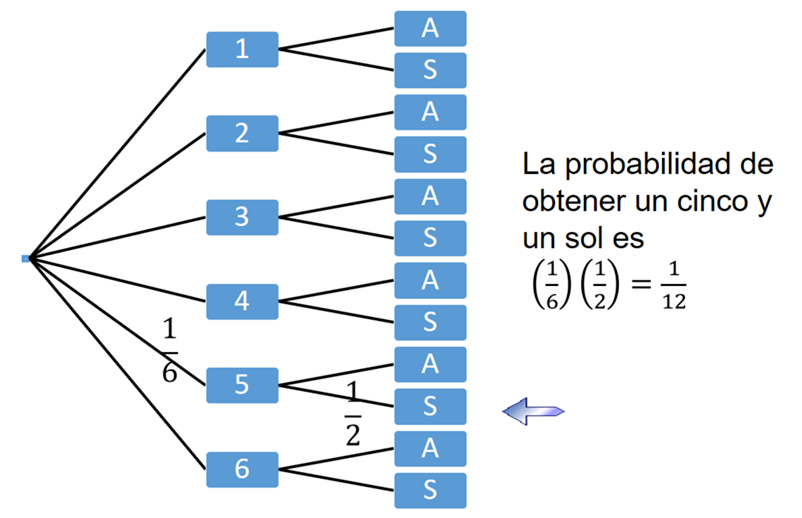 1
A
S
2
A
S
3
A
S
4
A
S
1/6
5
A
1/2
S
6
A
S
La probabilidad de
obtener un cinco y
un sol es
(1/6)(1/2) = 1/12